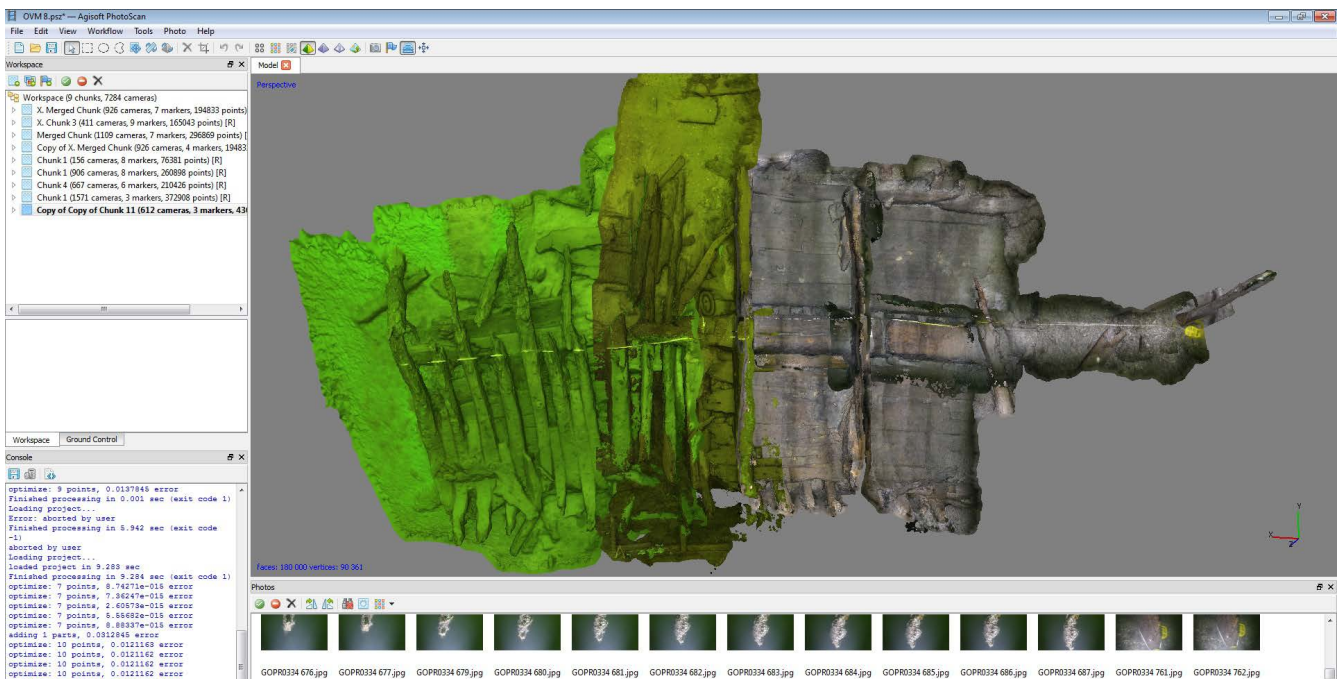 OVM 8.psz* — Agisoft PhotoScan
File Edit View Workflow Tools Photo Help
Workspace
Model
Perspective
Workspace (9 chunks, 7284 cameras)
X. Merged Chunk (926 cameras, 7 markers, 194833 points)
X. Chunk 3 (411 cameras, 9 markers, 165043 points) [R]
Merged Chunk (1109 cameras, 7 markers, 296869 points) [
Copy of X. Merged Chunk (926 cameras, 4 markers, 19483
Chunk 1 (156 cameras, 8 markers, 76381 points) [R]
Chunk 1 (906 cameras, 8 markers, 260898 points) [R]
Chunk 4 (667 cameras, 6 markers, 210426 points) [R]
Chunk 1 (1571 cameras, 3 markers, 372908 points) [R]
Copy of Copy of Chunk 11 (612 cameras, 3 markers, 43
Workspace Ground Control
Console
optimize: 9 points, 0.0137845 error
Finished processing in 0.001 sec (exit code 1)
Loading project...
Error: aborted by user
Finished processing in 5.942 sec (exit code
-1)
aborted by user
Loading project...
loaded project in 9.283 sec
Finished processing in 9.284 sec (exit code 1)
optimize: 7 points, 8.74271e-015 error
optimize: 7 points, 7.36247e-015 error
optimize: 7 points, 2.60573e-015 error
optimize: 7 points, 5.55682e-015 error
optimize: 7 points, 8.88337e-015 error
adding 1 parts, 0.0312845 error
optimize: 10 points, 0.0121163 error
optimize: 10 points, 0.0121162 error
optimize: 10 points, 0.0121162 error
optimize: 10 points, 0.0121162 error
faces: 180 000 vertices: 90 361
Y
X
Z
Photos
GOPR0334 676.jpg GOPR0334 677.jpg GOPR0334 679.jpg GOPR0334 680.jpg GOPR0334 681.jpg GOPR0334 682.jpg GOPR0334 683.jpg GOPR0334 684.jpg GOPR0334 685.jpg GOPR0334 686.jpg GOPR0334 687.jpg GOPR0334 761.jpg GOPR0334 762.jpg